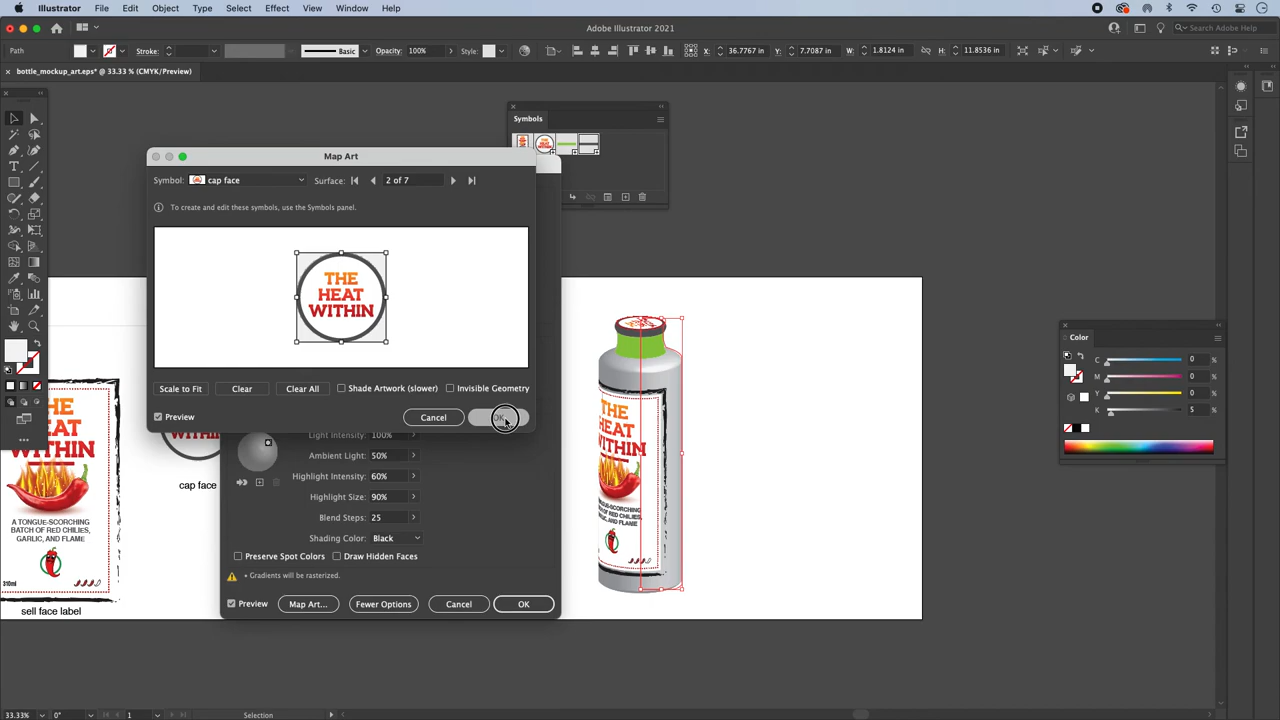 Illustrator File Edit Object Type Select Effect View Window Help
Adobe Illustrator 2021
Search Adobe Help
Path Stroke: Basic Opacity: 100% Style: X: 36.7767 in Y: 7.7087 in W: 1.8124 in H: 11.8536 in
bottle_mockup_art.eps* @ 33.33 % (CMYK/Preview)
Symbols
Map Art
Symbol: cap face Surface: 2 of 7
To create and edit these symbols, use the Symbols panel.
THE
HEAT
WITHIN
Scale to Fit Clear Clear All Shade Artwork (slower) Invisible Geometry
Preview Cancel OK
Light Intensity: 100%
Ambient Light: 50%
Highlight Intensity: 60%
Highlight Size: 90%
Blend Steps: 25
Shading Color: Black
Preserve Spot Colors Draw Hidden Faces
• Gradients will be rasterized.
Preview Map Art... Fewer Options Cancel OK
THE
HEAT
WITHIN
A TONGUE-SCORCHING
BATCH OF RED CHILIES,
GARLIC, AND FLAME
310ml
sell face label
WITHIN
cap face
THE
HEAT
WITHIN
Color
C 0 %
M 0 %
Y 0 %
K 5 %
33.33% 0° 1 Selection